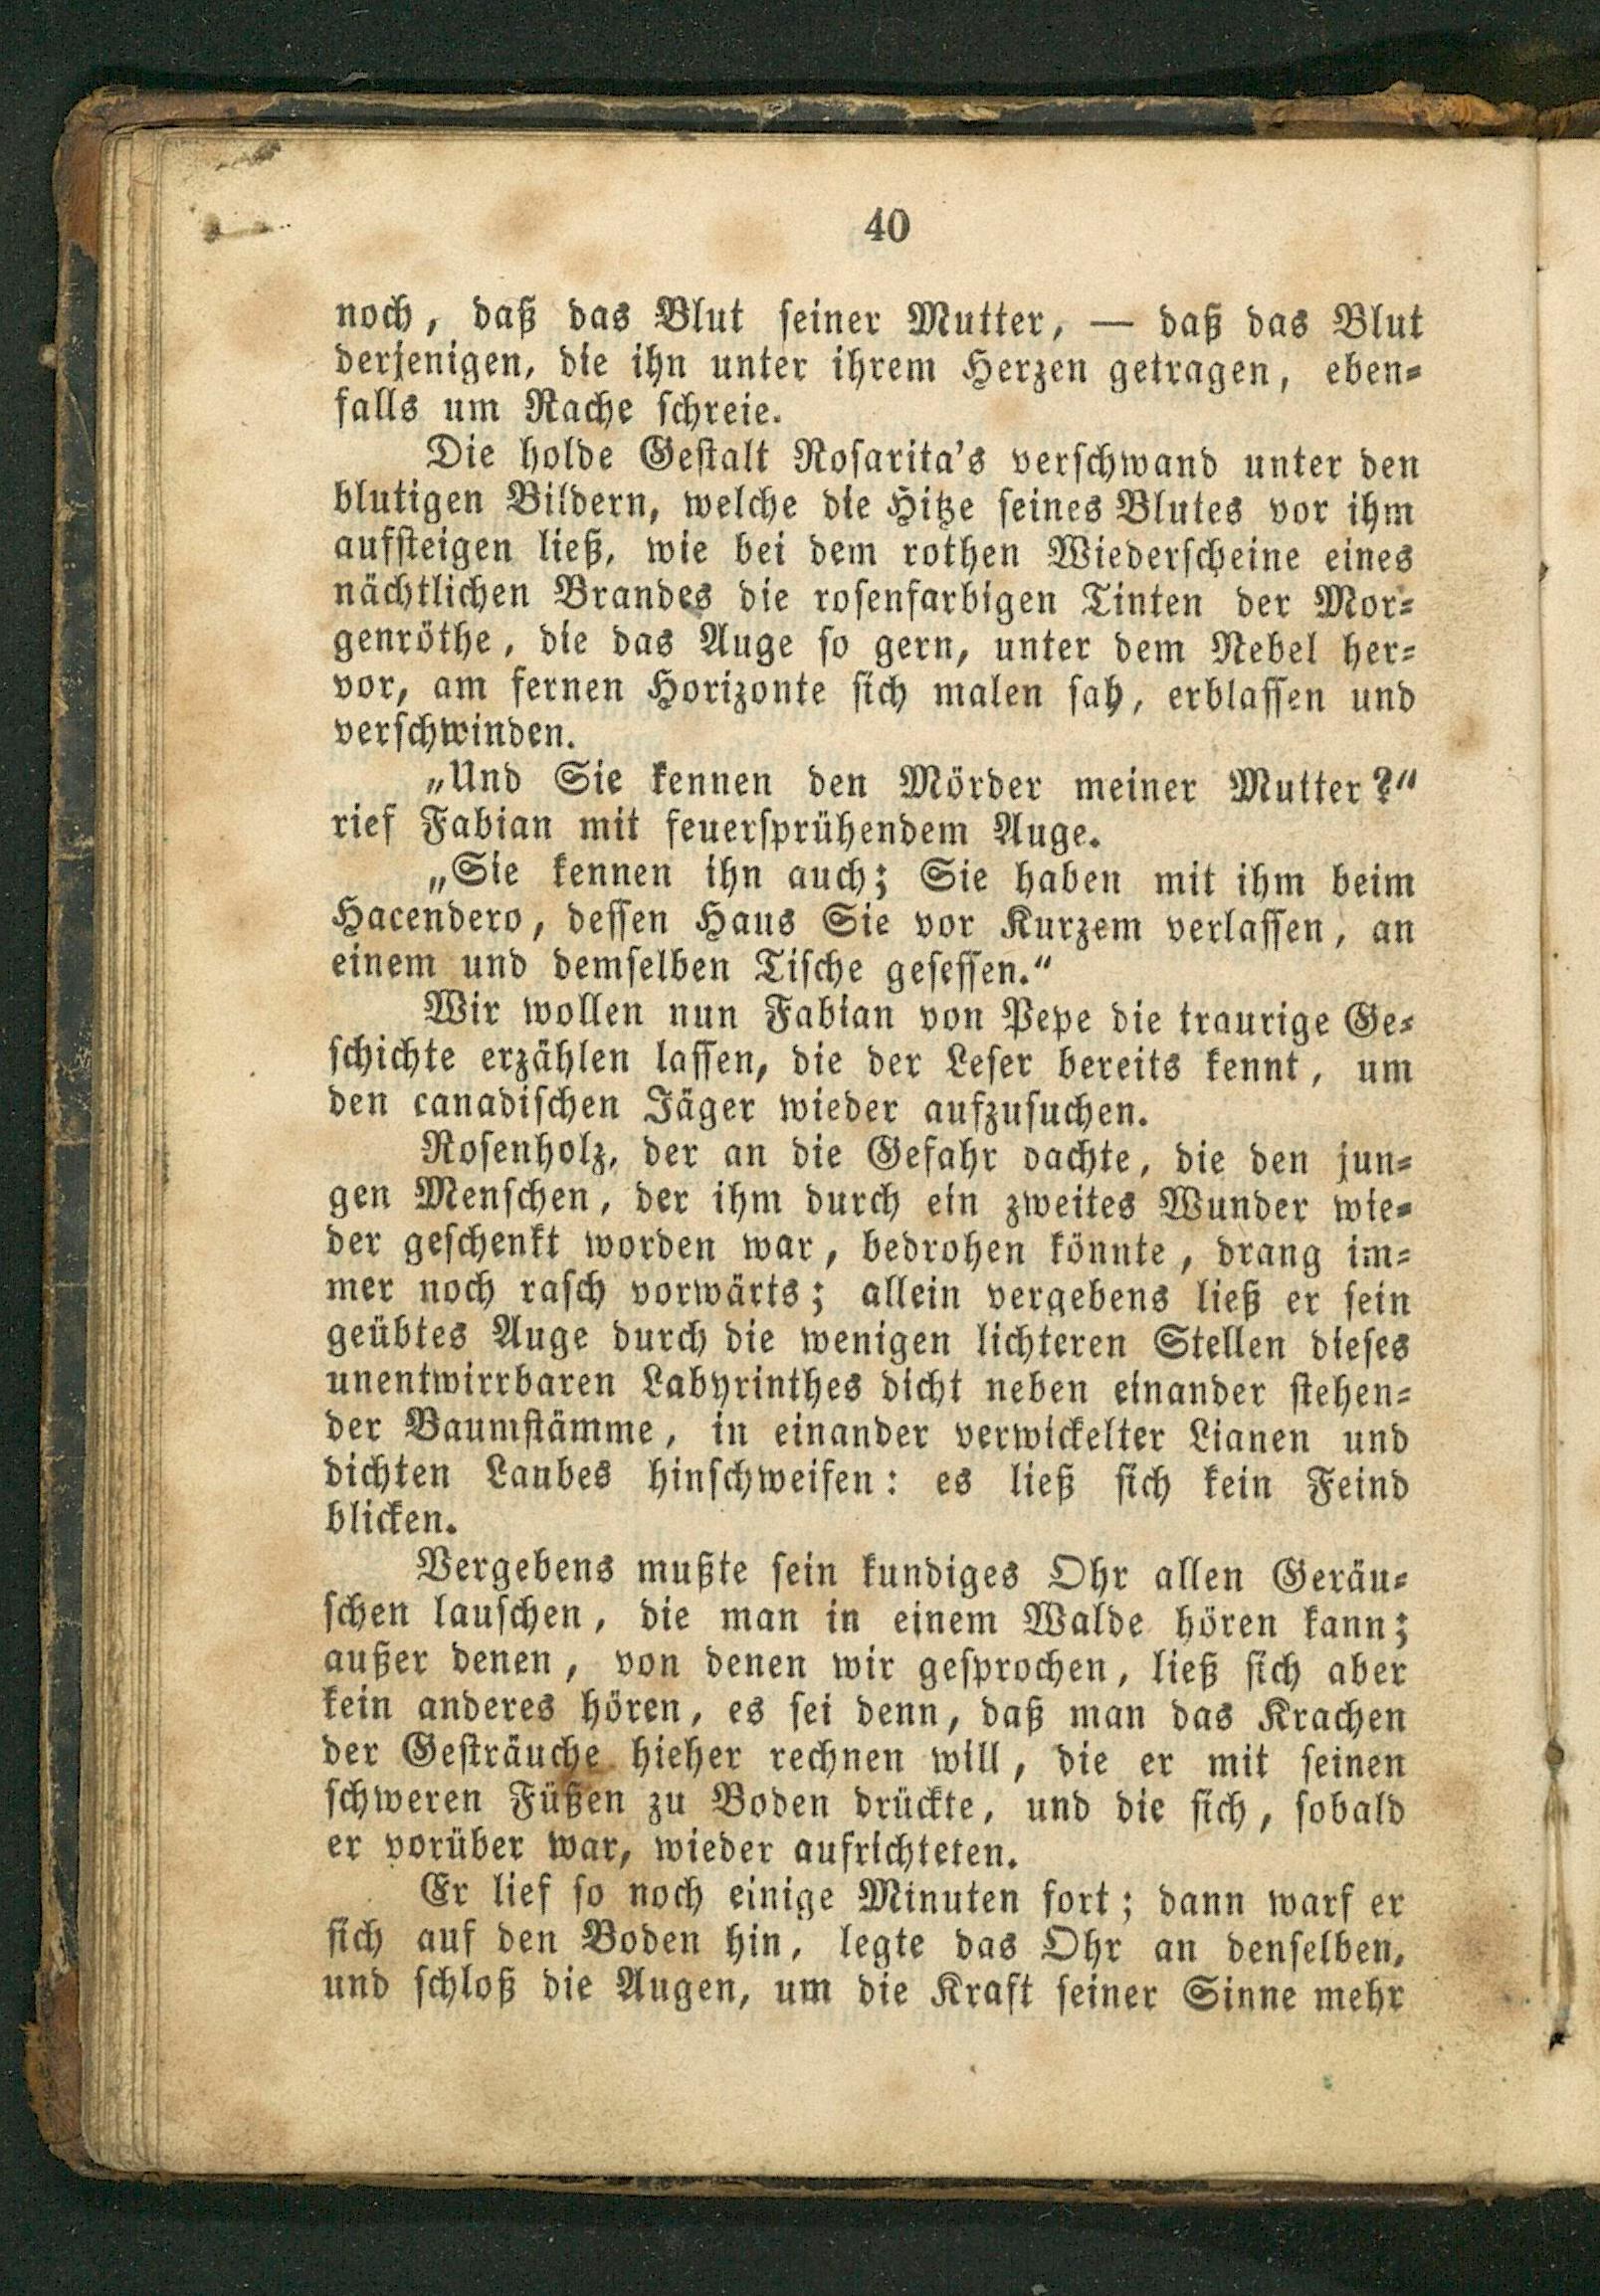 40
noch, daß das Blut seiner Mutter, — daß das Blut
derjenigen, die ihn unter ihrem Herzen getragen, eben-
falls um Rache schreie.
Die holde Gestalt Rosarita's verschwand unter den
blutigen Bildern, welche die Hitze seines Blutes vor ihm
aufsteigen ließ, wie bei dem rothen Wiederscheine eines
nächtlichen Brandes die rosenfarbigen Tinten der Mor-
genröthe, die das Auge so gern, unter dem Nebel her-
vor, am fernen Horizonte sich malen sah, erblassen und
verschwinden.
„Und Sie kennen den Mörder meiner Mutter?“
rief Fabian mit feuersprühendem Auge.
„Sie kennen ihn auch; Sie haben mit ihm beim
Hacendero, dessen Haus Sie vor Kurzem verlassen, an
einem und demselben Tische gesessen.“
Wir wollen nun Fabian von Pepe die traurige Ge-
schichte erzählen lassen, die der Leser bereits kennt, um
den canadischen Jäger wieder aufzusuchen.
Rosenholz, der an die Gefahr dachte, die den jun-
gen Menschen, der ihm durch ein zweites Wunder wie-
der geschenkt worden war, bedrohen könnte, drang im-
mer noch rasch vorwärts; allein vergebens ließ er sein
geübtes Auge durch die wenigen lichteren Stellen dieses
unentwirrbaren Labyrinthes dicht neben einander stehen-
der Baumstämme, in einander verwickelter Lianen und
dichten Laubes hinschweifen: es ließ sich kein Feind
blicken.
Vergebens mußte sein kundiges Ohr allen Geräu-
schen lauschen, die man in einem Walde hören kann;
außer denen, von denen wir gesprochen, ließ sich aber
kein anderes hören, es sei denn, daß man das Krachen
der Gesträuche hieher rechnen will, die er mit seinen
schweren Füßen zu Boden drückte, und die sich, sobald
er vorüber war, wieder aufrichteten.
Er lief so noch einige Minuten fort; dann warf er
sich auf den Boden hin, legte das Ohr an denselben,
und schloß die Augen, um die Kraft seiner Sinne mehr